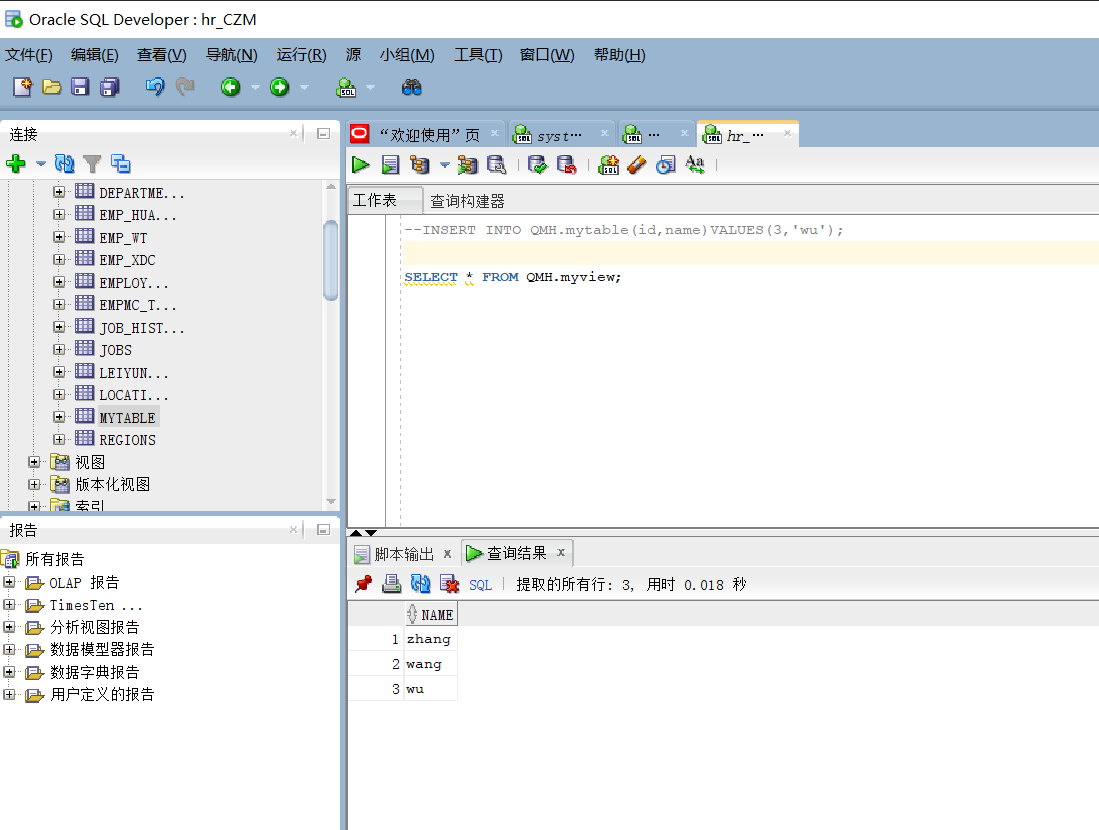 Oracle SQL Developer : hr_CZM
文件(F) 编辑(E) 查看(V) 导航(N) 运行(R) 源 小组(M) 工具(T) 窗口(W) 帮助(H)
连接
DEPARTME...
EMP_HUA...
EMP_WT
EMP_XDC
EMPLOY...
EMPMC_T...
JOB_HIST...
JOBS
LEIYUN...
LOCATI...
MYTABLE
REGIONS
视图
版本化视图
索引
报告
所有报告
OLAP 报告
TimesTen ...
分析视图报告
数据模型器报告
数据字典报告
用户定义的报告
“欢迎使用”页 syst… … hr_…
工作表 查询构建器
--INSERT INTO QMH.mytable(id,name)VALUES(3,'wu');
SELECT * FROM QMH.myview;
脚本输出 x 查询结果 x
SQL | 提取的所有行: 3, 用时 0.018 秒
NAME
1 zhang
2 wang
3 wu